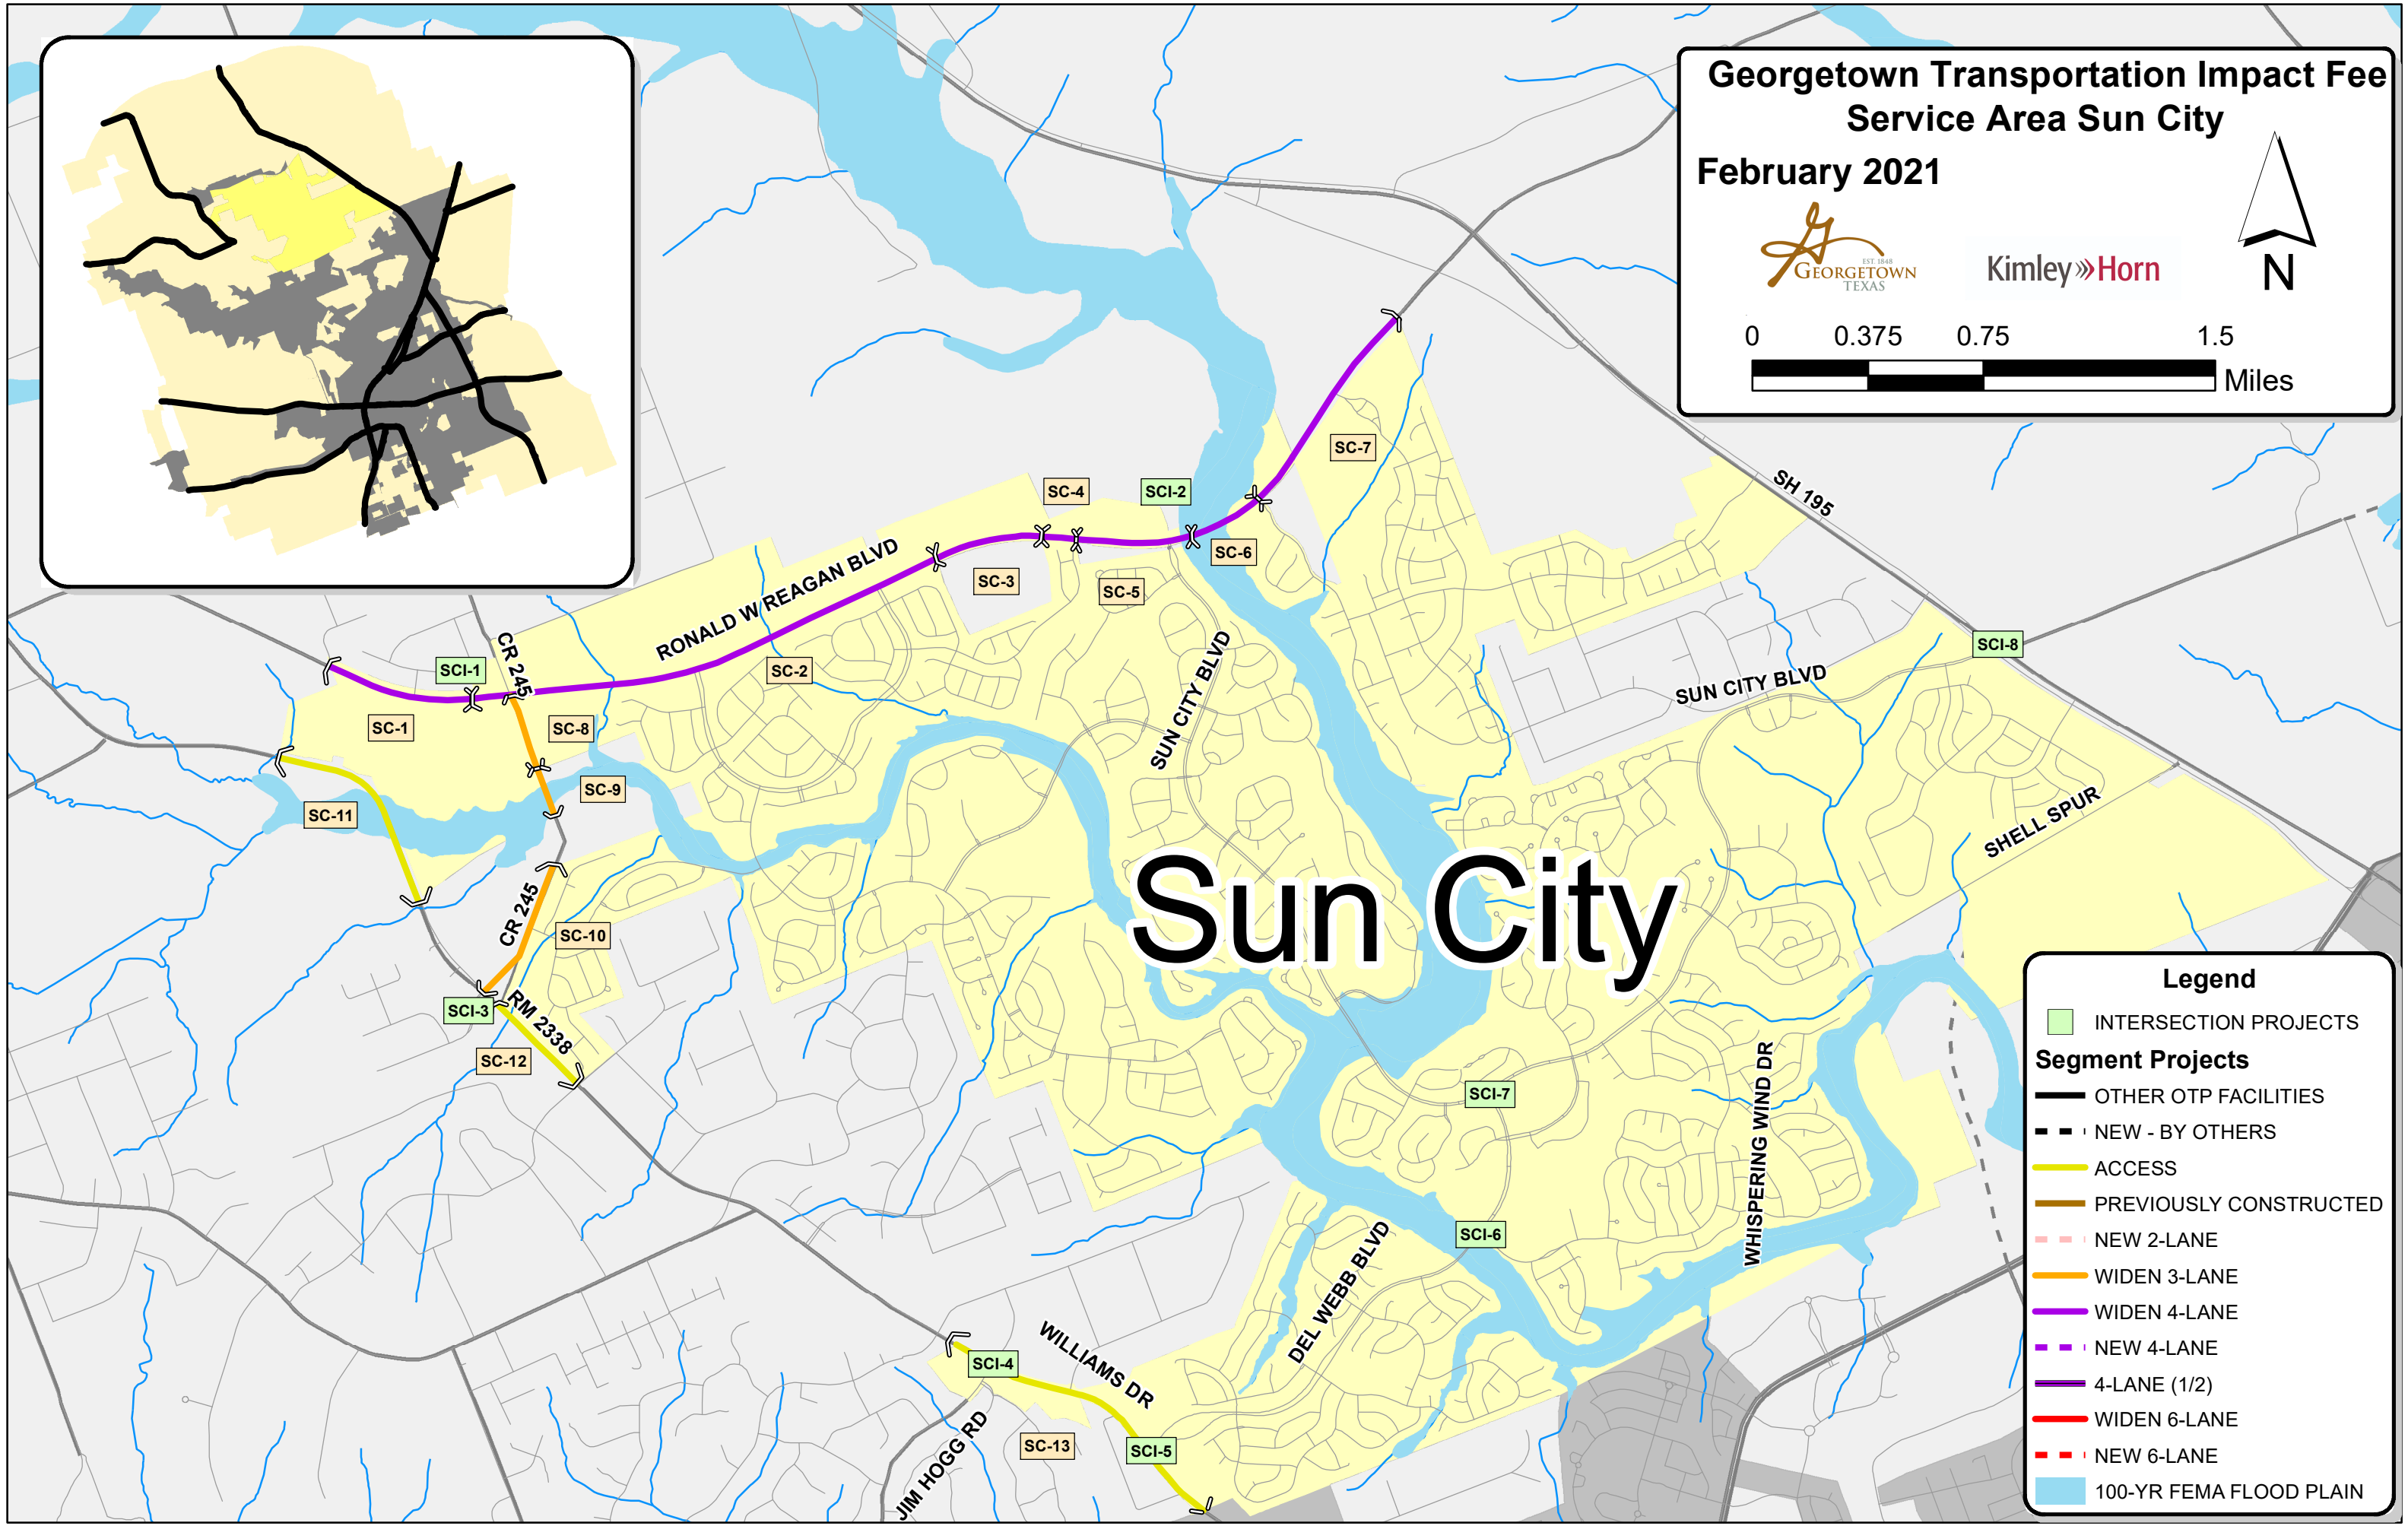 Georgetown Transportation Impact Fee
Service Area Sun City
February 2021
EST. 1848
GEORGETOWN
TEXAS
Kimley»Horn
N
0 0.375 0.75 1.5
Miles
SC-7
SH 195
SC-4
SCI-2
SC-6
RONALD W REAGAN BLVD
SC-3
SC-5
CR 245
SCI-1
SC-2
SUN CITY BLVD
SUN CITY BLVD
SCI-8
SC-1
SC-8
SC-9
SC-11
SHELL SPUR
Sun City
CR 245
SC-10
SCI-3
RM 2338
SC-12
SCI-7
WHISPERING WIND DR
SCI-6
DEL WEBB BLVD
WILLIAMS DR
SCI-4
JIM HOGG RD
SC-13
SCI-5
Legend
INTERSECTION PROJECTS
Segment Projects
OTHER OTP FACILITIES
NEW - BY OTHERS
ACCESS
PREVIOUSLY CONSTRUCTED
NEW 2-LANE
WIDEN 3-LANE
WIDEN 4-LANE
NEW 4-LANE
4-LANE (1/2)
WIDEN 6-LANE
NEW 6-LANE
100-YR FEMA FLOOD PLAIN